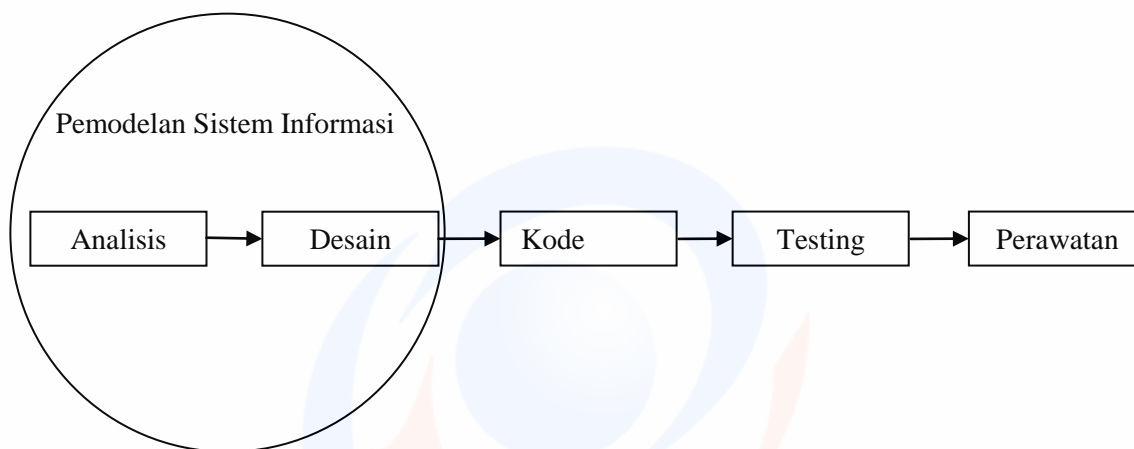 Pemodelan Sistem Informasi
Analisis
Desain
Kode
Testing
Perawatan